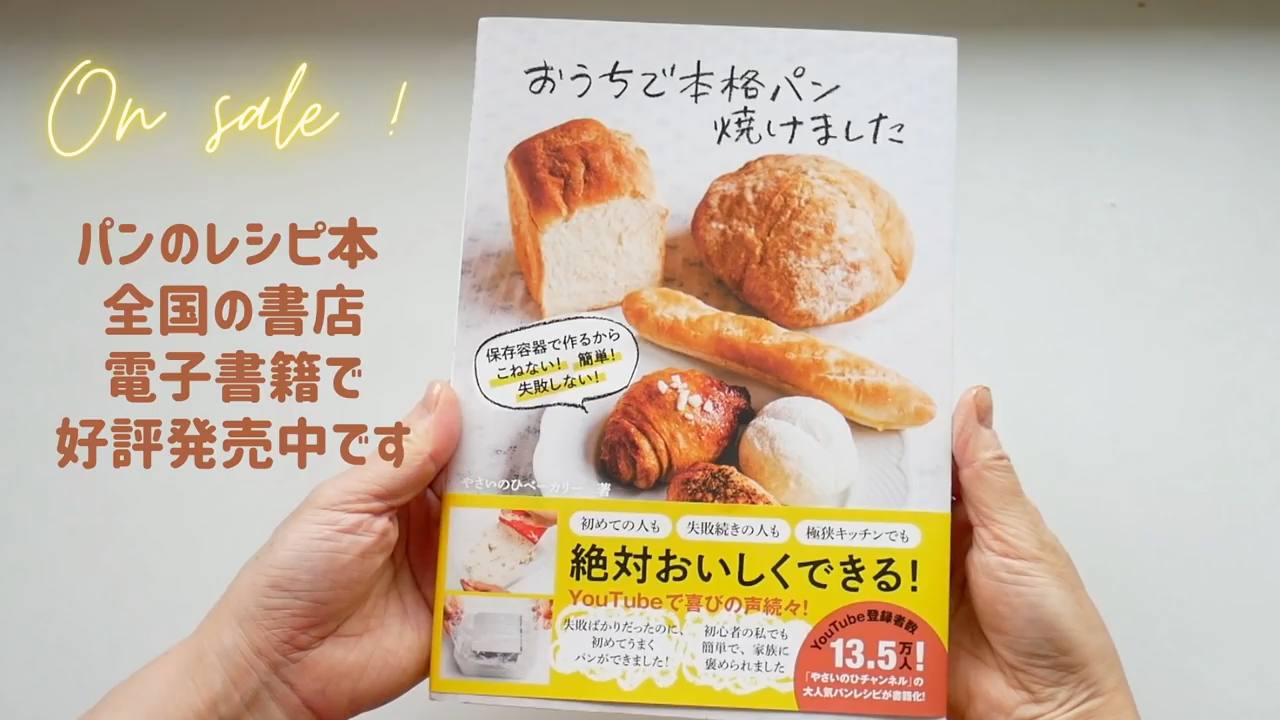 On sale !
パンのレシピ本
全国の書店
電子書籍で
好評発売中です
おうちで本格パン
焼けました
保存容器で作るから
こねない! 簡単!
失敗しない!
やさいのひベーカリー 著
初めての人も 失敗続きの人も 極狭キッチンでも
絶対おいしくできる!
YouTubeで喜びの声続々!
失敗ばかりだったのに、
初めてうまく
パンができました!
初心者の私でも
簡単で、家族に
褒められました
YouTube登録者数
13.5万人!
「やさいのひチャンネル」の
大人気パンレシピが書籍化!